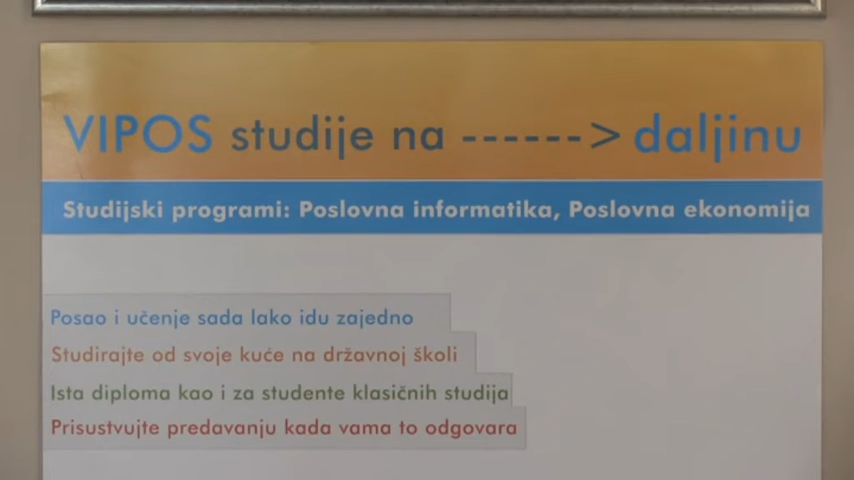 VIPOS studije na ------> daljinu
Studijski programi: Poslovna informatika, Poslovna ekonomija
Posao i učenje sada lako idu zajedno
Studirajte od svoje kuće na državnoj školi
Ista diploma kao i za studente klasičnih studija
Prisustvujte predavanju kada vama to odgovara